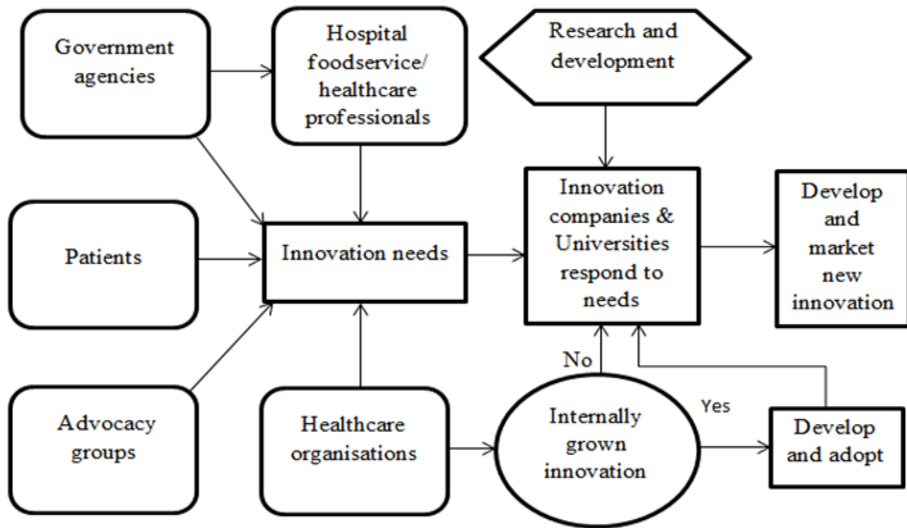 Government
agencies
Hospital
foodservice/
healthcare
professionals
Research and
development
Patients
Innovation needs
Innovation
companies &
Universities
respond to
needs
Develop
and
market
new
innovation
No
Advocacy
groups
Healthcare
organisations
Internally
grown
innovation
Yes
Develop
and adopt